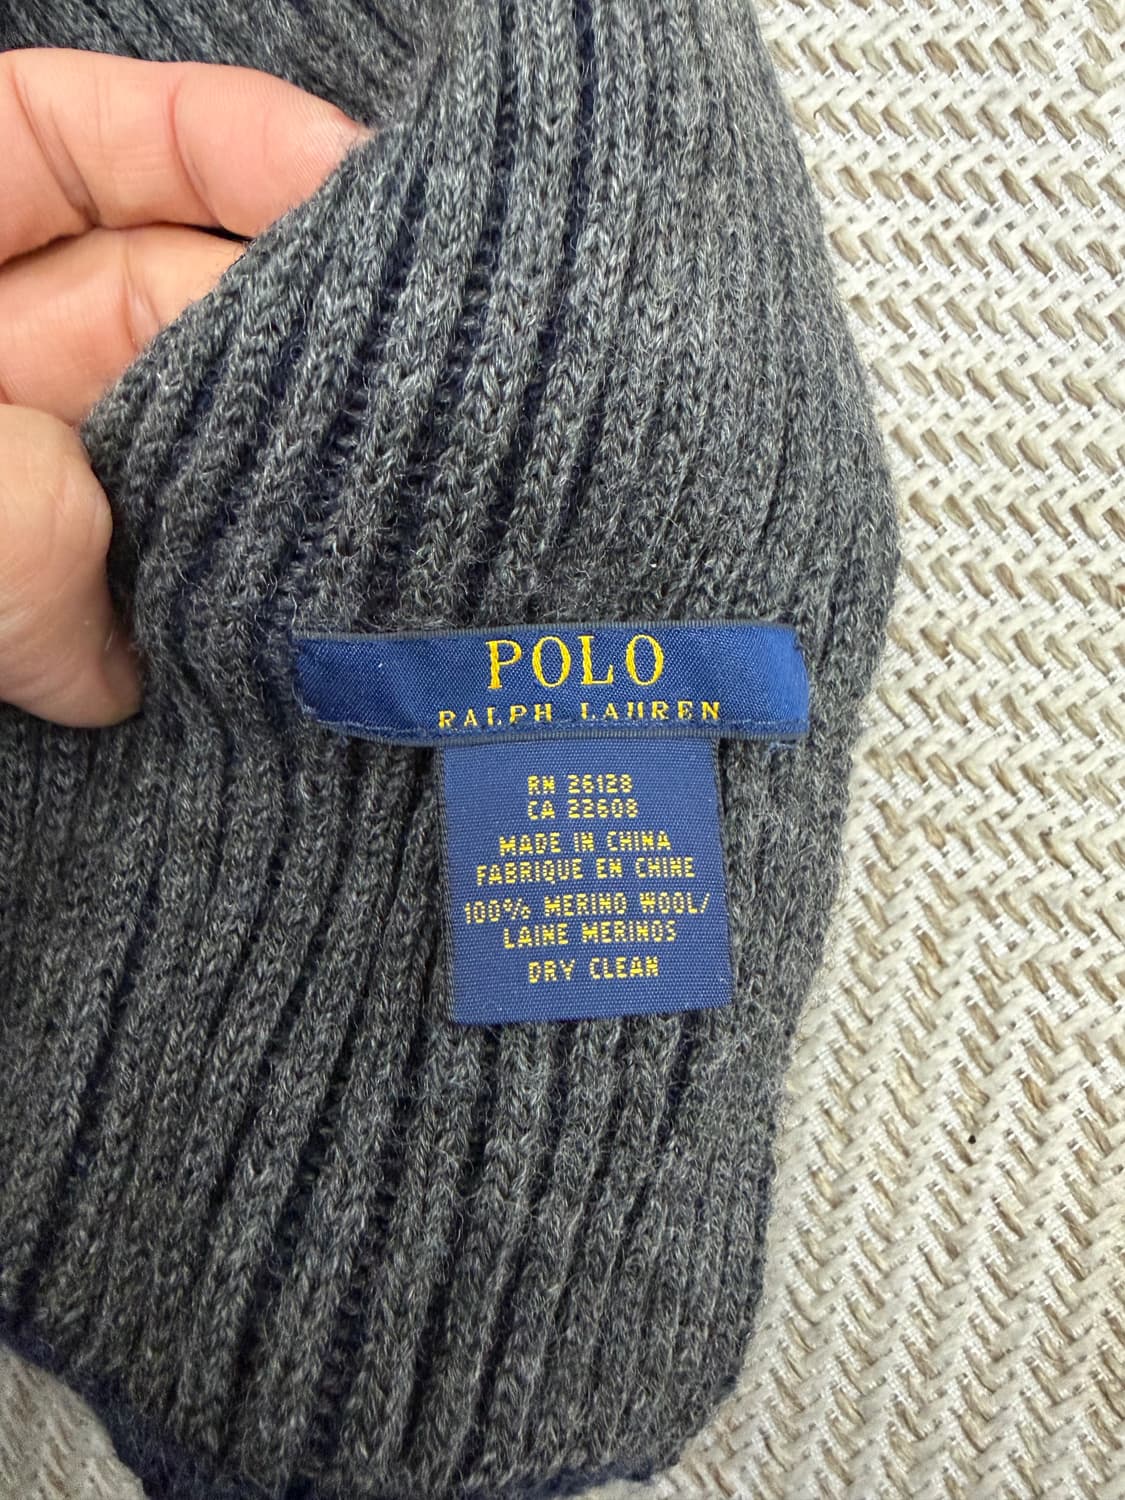 POLO
RALPH LAUREN
RN 26128
CA 22608
MADE IN CHINA
FABRIQUE EN CHINE
100% MERINO WOOL/
LAINE MERINOS
DRY CLEAN